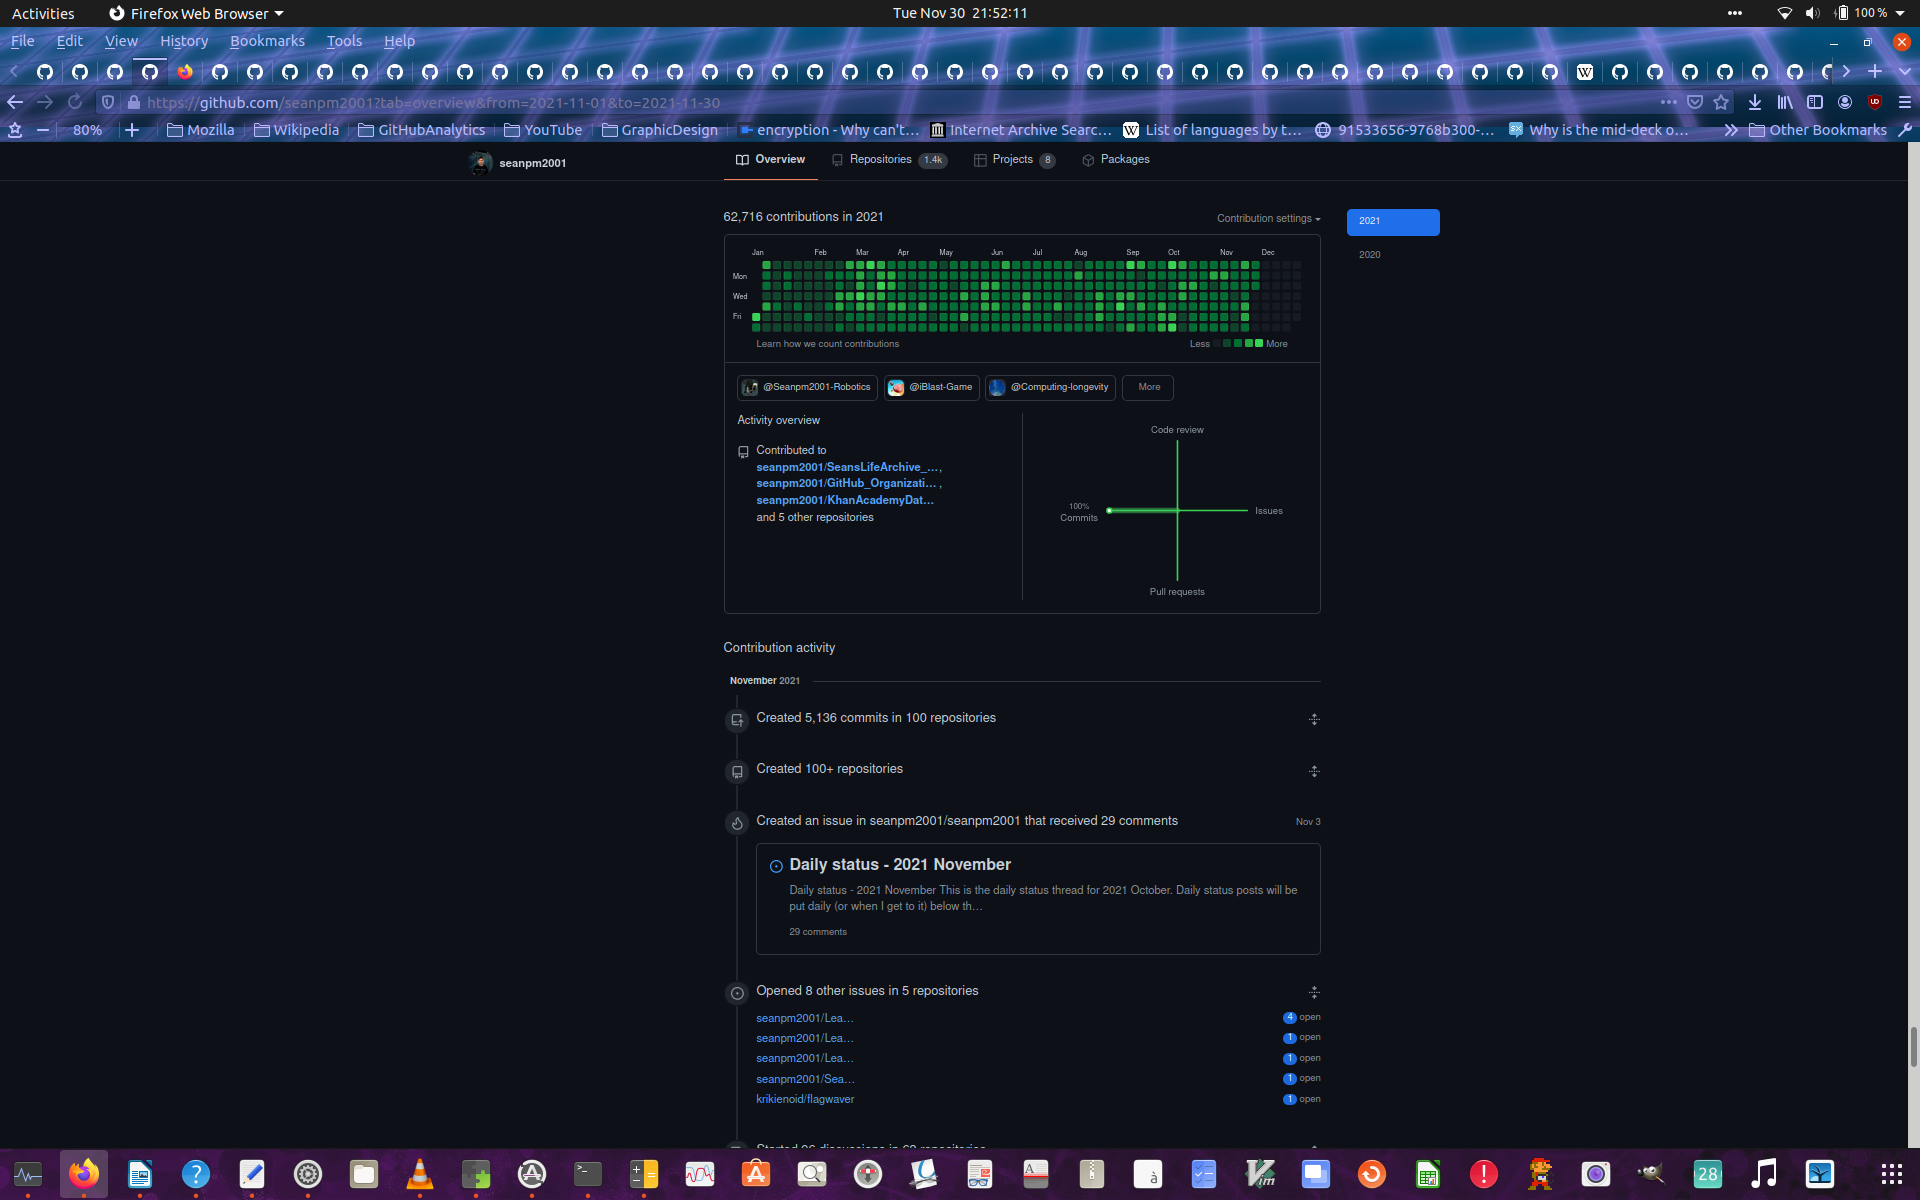 Activities
Firefox Web Browser
Tue Nov 30 21:52:11
100 %
File Edit View History Bookmarks Tools Help
https://github.com/seanpm2001?tab=overview&from=2021-11-01&to=2021-11-30
80%
Mozilla
Wikipedia
GitHubAnalytics
YouTube
GraphicDesign
encryption - Why can't…
Internet Archive Searc…
List of languages by t…
91533656-9768b300-…
Why is the mid-deck o…
Other Bookmarks
seanpm2001
Overview
Repositories 1.4k
Projects 8
Packages
62,716 contributions in 2021
Contribution settings
2021
2020
Jan Feb Mar Apr May Jun Jul Aug Sep Oct Nov Dec
Mon
Wed
Fri
Learn how we count contributions
Less More
@Seanpm2001-Robotics
@iBlast-Game
@Computing-longevity
More
Activity overview
Contributed to
seanpm2001/SeansLifeArchive_…,
seanpm2001/GitHub_Organizati… ,
seanpm2001/KhanAcademyDat…
and 5 other repositories
Code review
100%
Commits
Issues
Pull requests
Contribution activity
November 2021
Created 5,136 commits in 100 repositories
Created 100+ repositories
Created an issue in seanpm2001/seanpm2001 that received 29 comments
Nov 3
Daily status - 2021 November
Daily status - 2021 November This is the daily status thread for 2021 October. Daily status posts will be
put daily (or when I get to it) below th…
29 comments
Opened 8 other issues in 5 repositories
seanpm2001/Lea… 4 open
seanpm2001/Lea… 1 open
seanpm2001/Lea… 1 open
seanpm2001/Sea… 1 open
krikienoid/flagwaver 1 open
28